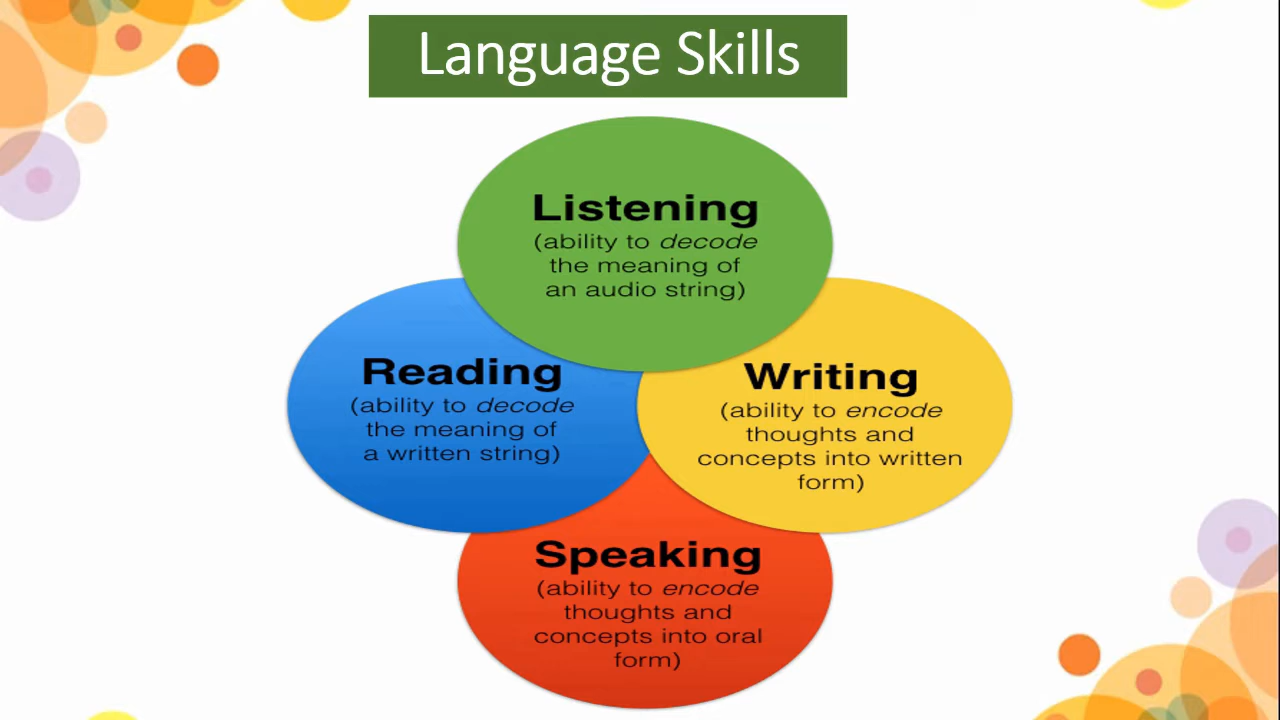 Language Skills
Listening
(ability to decode
the meaning of
an audio string)
Reading
(ability to decode
the meaning of
a written string)
Writing
(ability to encode
thoughts and
concepts into written
form)
Speaking
(ability to encode
thoughts and
concepts into oral
form)